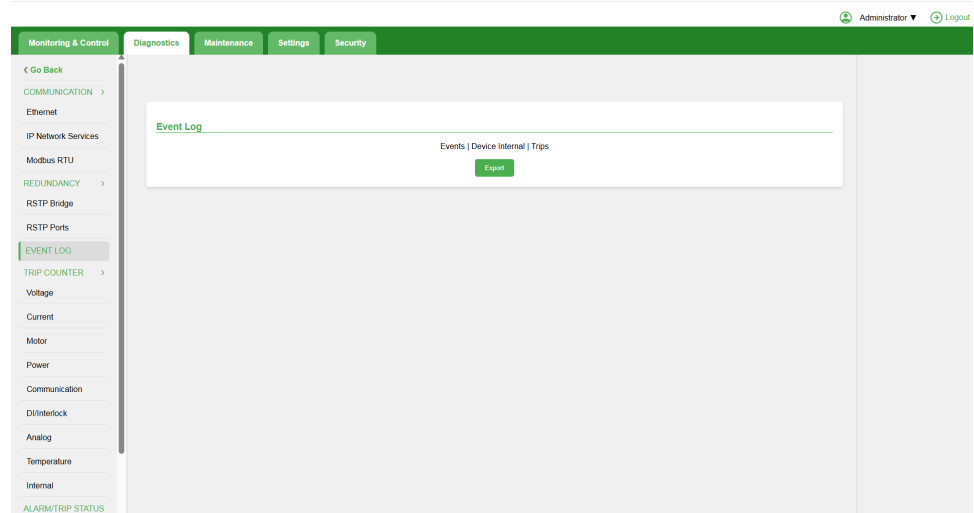 Administrator ▼ Logout
Monitoring & Control Diagnostics Maintenance Settings Security
Go Back
COMMUNICATION
Ethernet
IP Network Services
Modbus RTU
REDUNDANCY
RSTP Bridge
RSTP Ports
EVENT LOG
TRIP COUNTER
Voltage
Current
Motor
Power
Communication
DI/Interlock
Analog
Temperature
Internal
ALARM/TRIP STATUS
Event Log
Events | Device Internal | Trips
Export